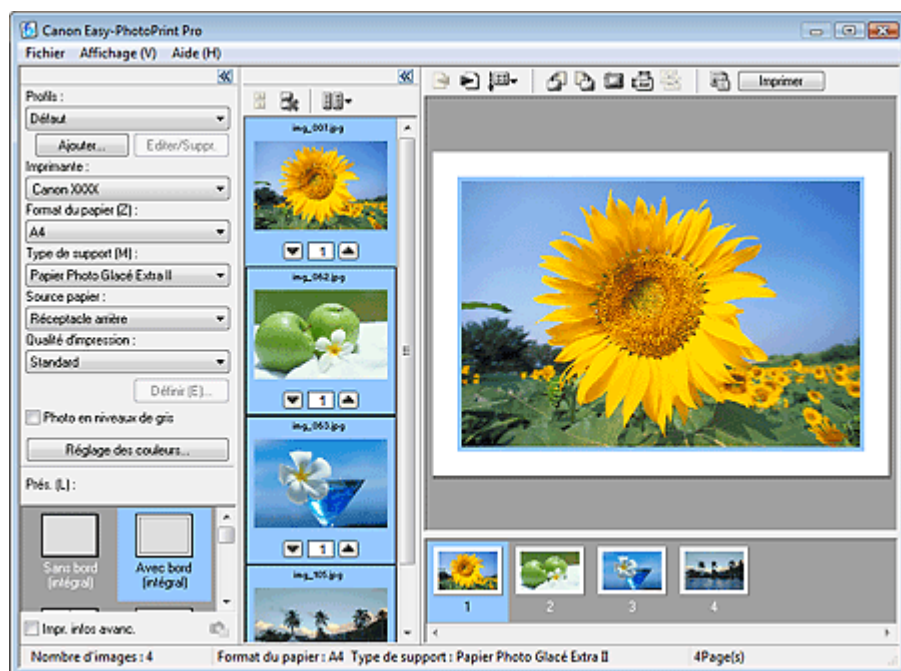 Canon Easy-PhotoPrint Pro
Fichier Affichage (V) Aide (H)
Profils :
Défaut
Ajouter... Editer/Suppr.
Imprimante :
Canon XXXX
Format du papier (Z) :
A4
Type de support (M) :
Papier Photo Glacé Extra II
Source papier :
Réceptacle arrière
Qualité d'impression :
Standard
Définir (E)...
Photo en niveaux de gris
Réglage des couleurs...
Prés. (L) :
Sans bord (intégral)
Avec bord (intégral)
Impr. infos avanc.
img_001.jpg
1
img_062.jpg
1
img_063.jpg
1
img_105.jpg
Imprimer
1 2 3 4
Nombre d'images : 4 Format du papier : A4 Type de support : Papier Photo Glacé Extra II 4Page(s)